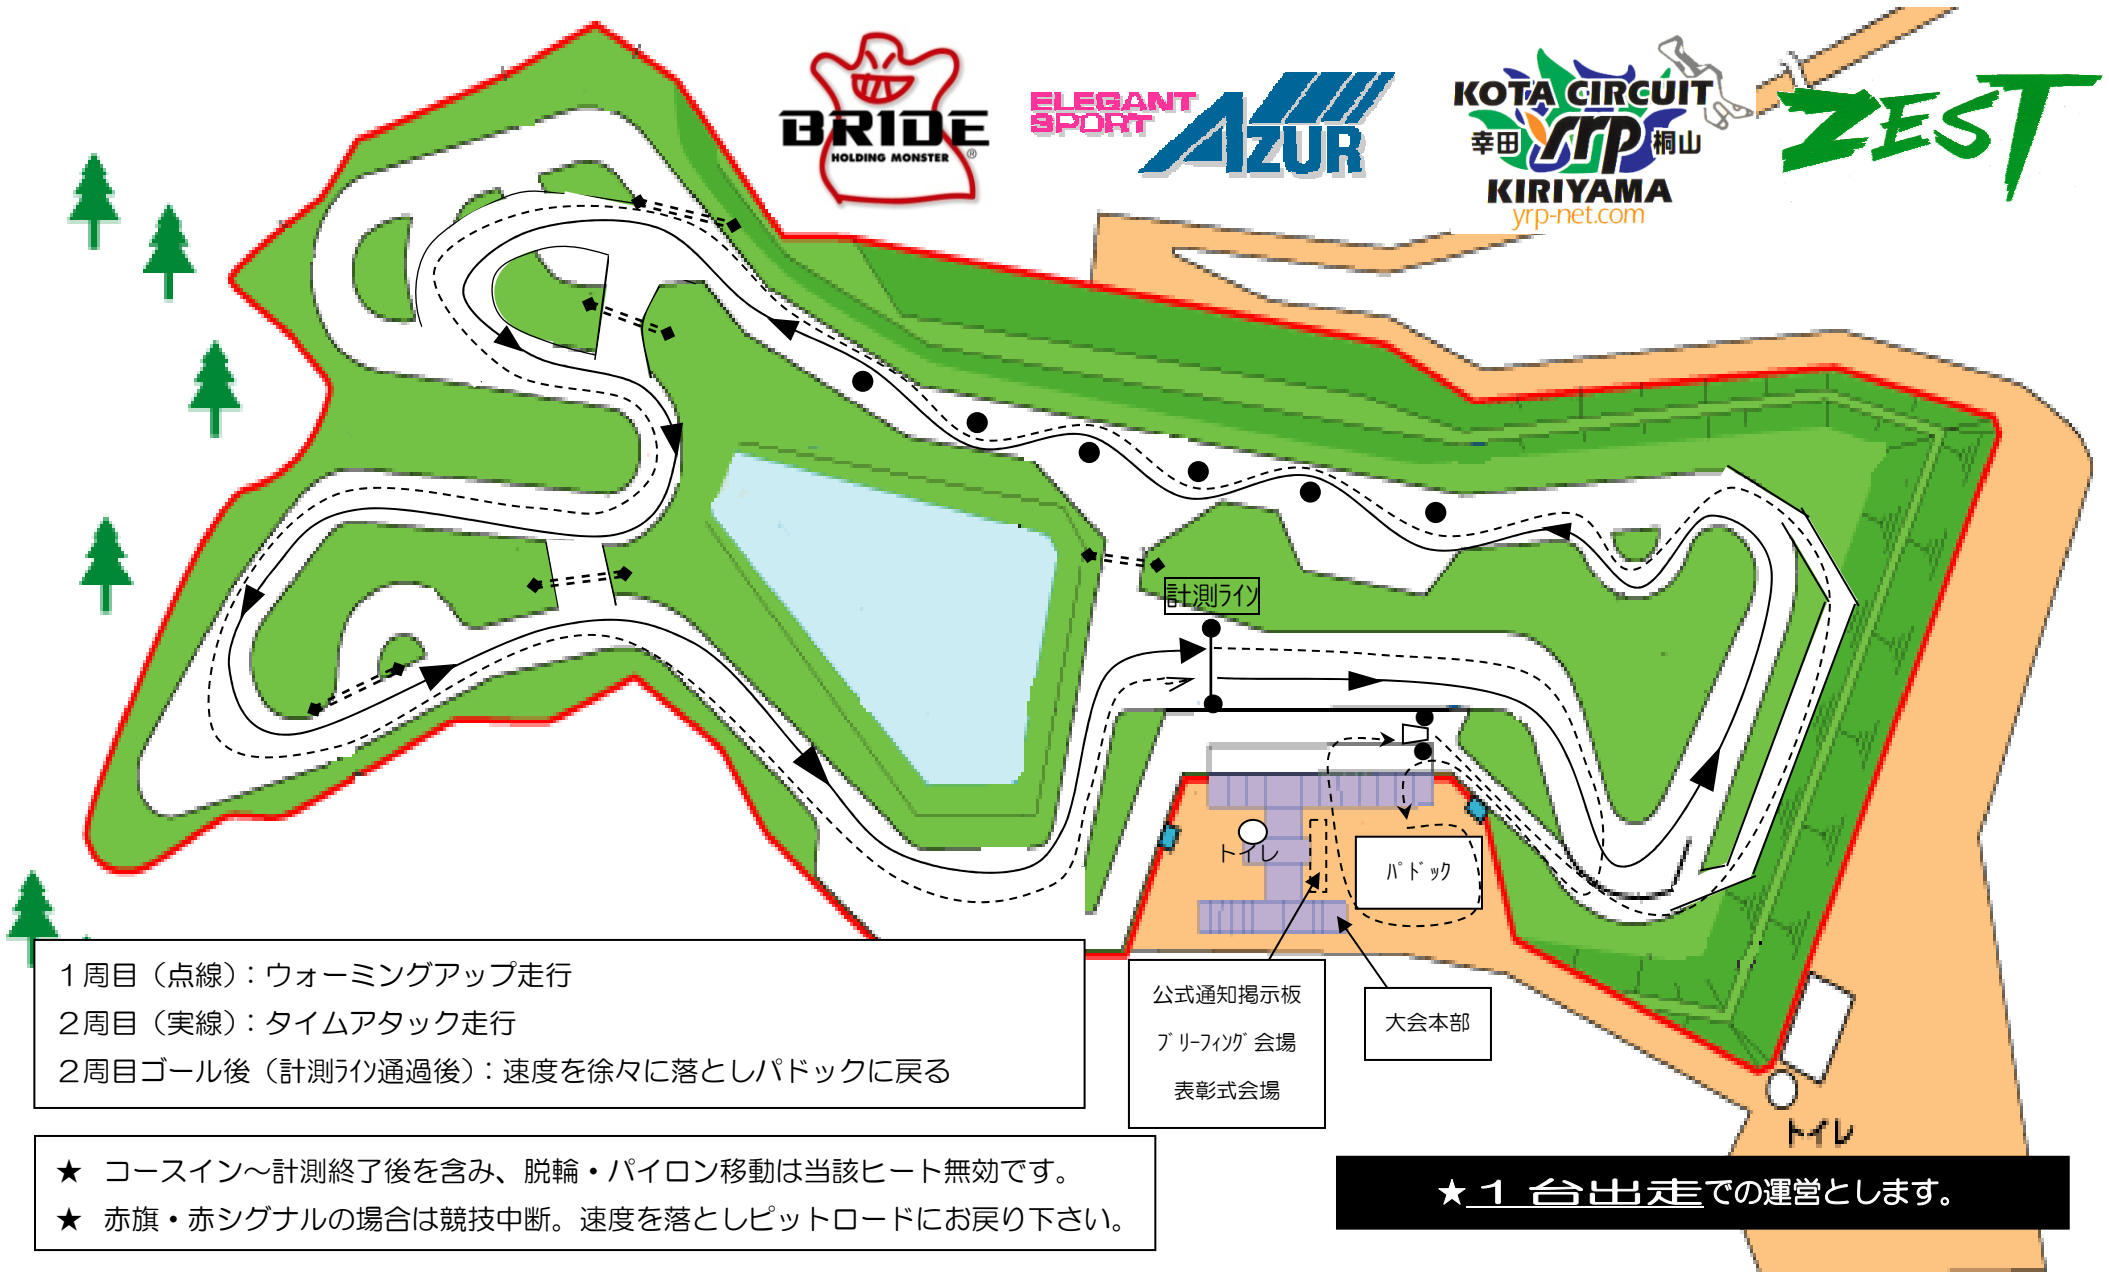 BRIDE
HOLDING MONSTER
®
ELEGANT
SPORT
AZUR
KOTA CIRCUIT
幸田 yrp 桐山
KIRIYAMA
yrp-net.com
ZEST
計測ﾗｲﾝ
トイレ
ﾊﾟﾄﾞｯｸ
公式通知掲示板
ﾌﾞﾘｰﾌｨﾝｸﾞ会場
表彰式会場
大会本部
トイレ
１周目（点線）：ウォーミングアップ走行
２周目（実線）：タイムアタック走行
２周目ゴール後（計測ﾗｲﾝ通過後）：速度を徐々に落としパドックに戻る
★ コースイン～計測終了後を含み、脱輪・パイロン移動は当該ヒート無効です。
★ 赤旗・赤シグナルの場合は競技中断。速度を落としピットロードにお戻り下さい。
★１台出走での運営とします。